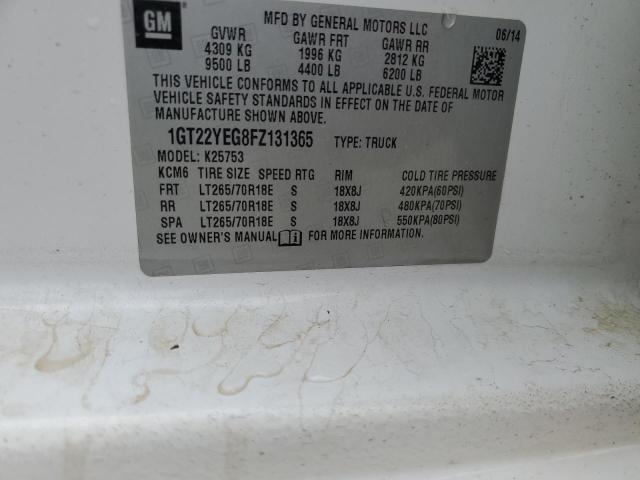 GM
MFD BY GENERAL MOTORS LLC 06/14
GVWR GAWR FRT GAWR RR
4309 KG 1996 KG 2812 KG
9500 LB 4400 LB 6200 LB
THIS VEHICLE CONFORMS TO ALL APPLICABLE U.S. FEDERAL MOTOR
VEHICLE SAFETY STANDARDS IN EFFECT ON THE DATE OF
MANUFACTURE SHOWN ABOVE.
1GT22YEG8FZ131365 TYPE: TRUCK
MODEL: K25753
KCM6 TIRE SIZE SPEED RTG RIM COLD TIRE PRESSURE
FRT LT265/70R18E S 18X8J 420KPA(60PSI)
RR LT265/70R18E S 18X8J 480KPA(70PSI)
SPA LT265/70R18E S 18X8J 550KPA(80PSI)
SEE OWNER'S MANUAL FOR MORE INFORMATION.